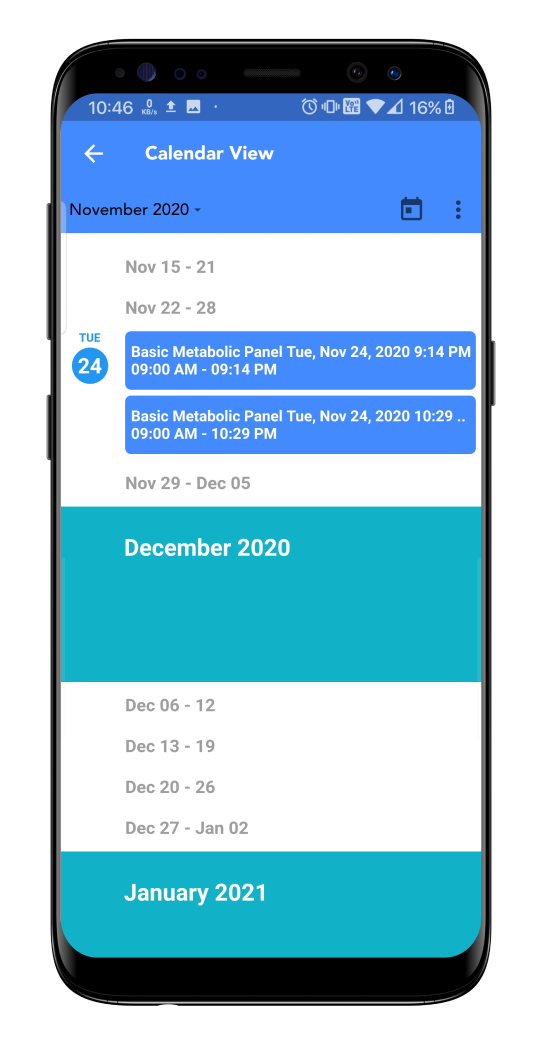 10:46 0 KB/s VoD LTE 16%
Calendar View
November 2020
Nov 15 - 21
Nov 22 - 28
TUE
24
Basic Metabolic Panel Tue, Nov 24, 2020 9:14 PM
09:00 AM - 09:14 PM
Basic Metabolic Panel Tue, Nov 24, 2020 10:29 ..
09:00 AM - 10:29 PM
Nov 29 - Dec 05
December 2020
Dec 06 - 12
Dec 13 - 19
Dec 20 - 26
Dec 27 - Jan 02
January 2021